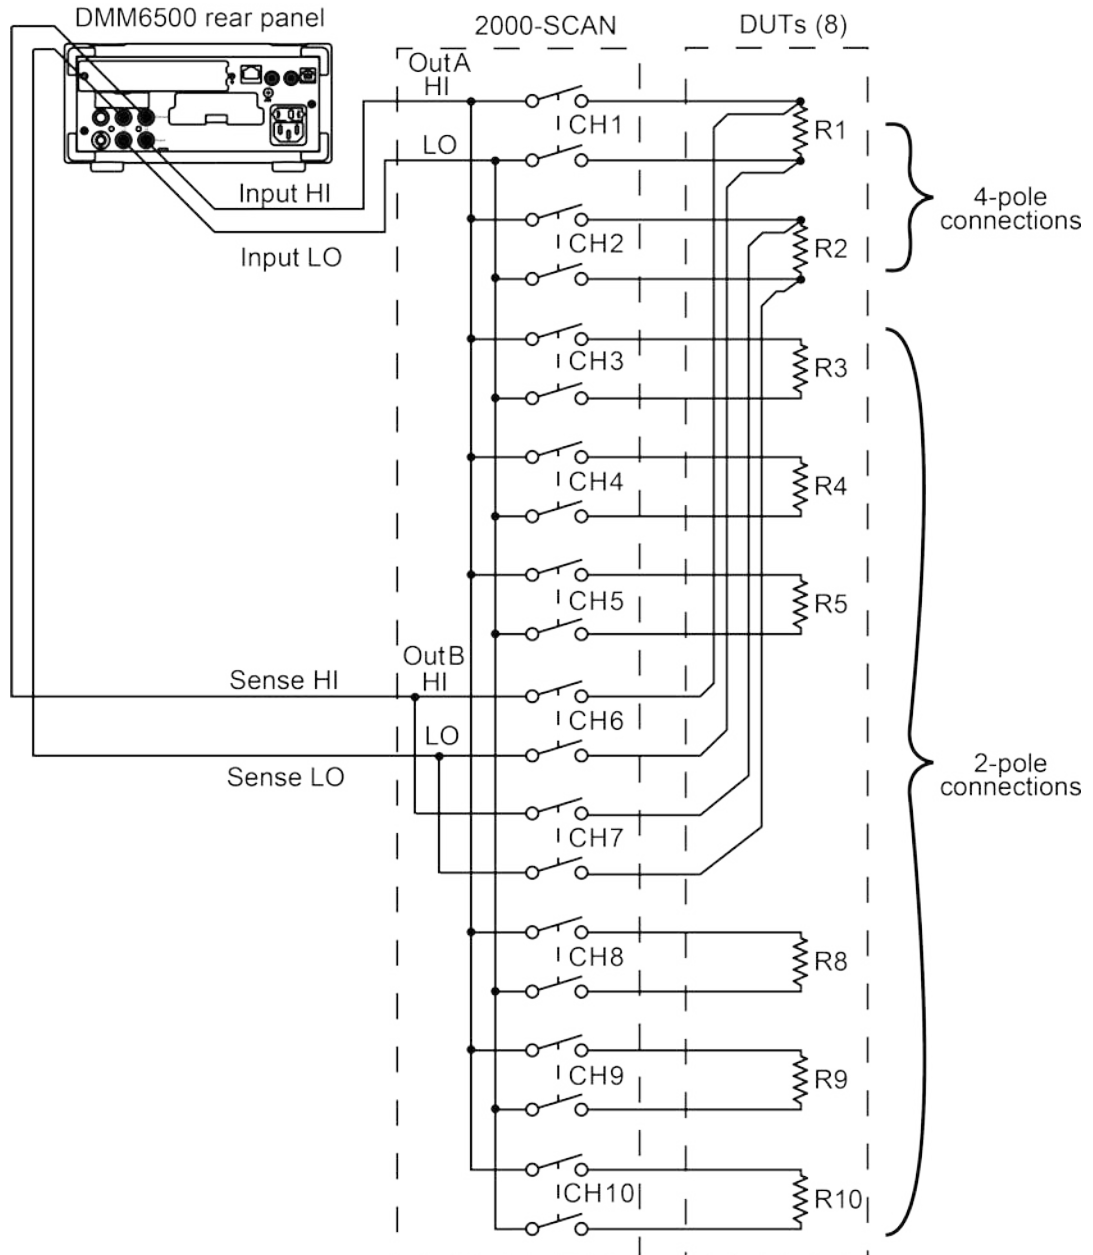 DMM6500 rear panel
2000-SCAN
DUTs (8)
OutA
HI
CH1
R1
LO
Input HI
4-pole
connections
CH2
R2
Input LO
CH3
R3
CH4
R4
CH5
R5
OutB
HI
Sense HI
CH6
LO
Sense LO
2-pole
connections
CH7
CH8
R8
CH9
R9
CH10
R10